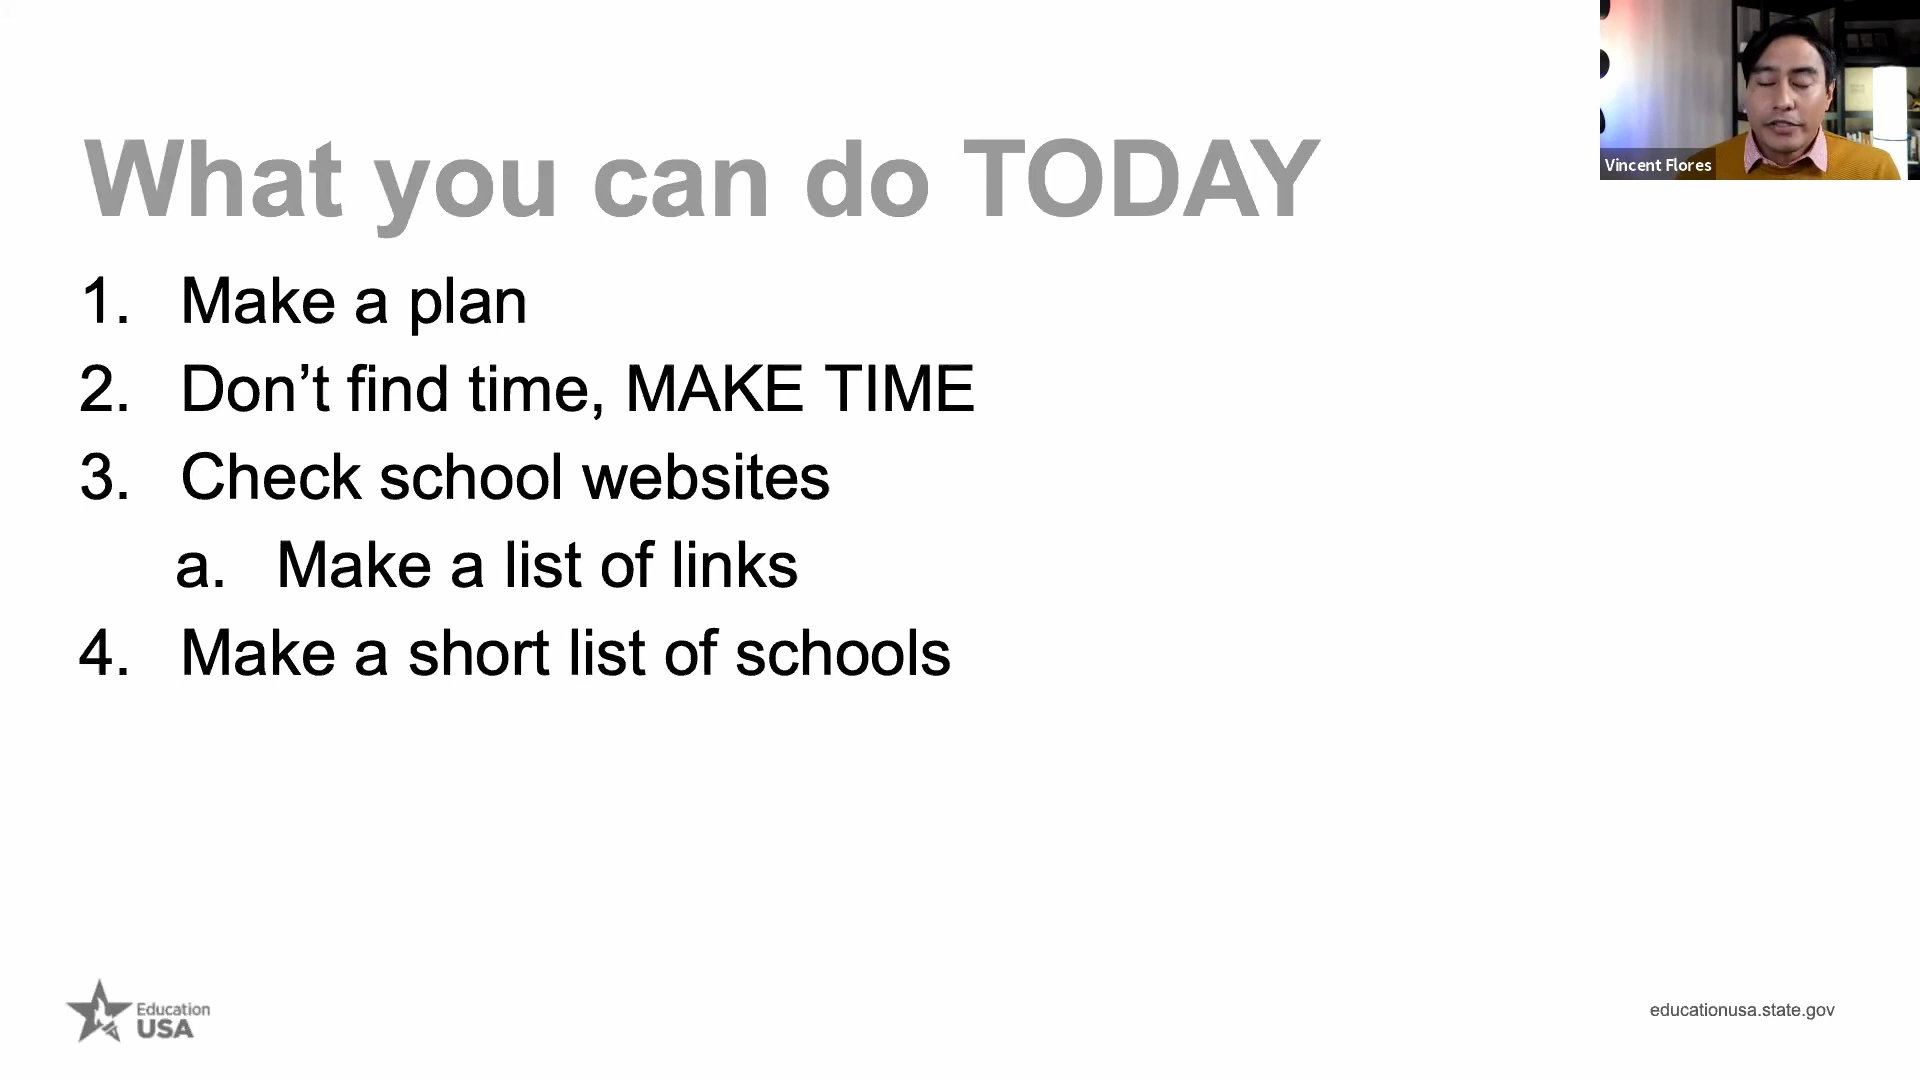 What you can do TODAY
1. Make a plan
2. Don’t find time, MAKE TIME
3. Check school websites
a. Make a list of links
4. Make a short list of schools
Vincent Flores
Education
USA
educationusa.state.gov